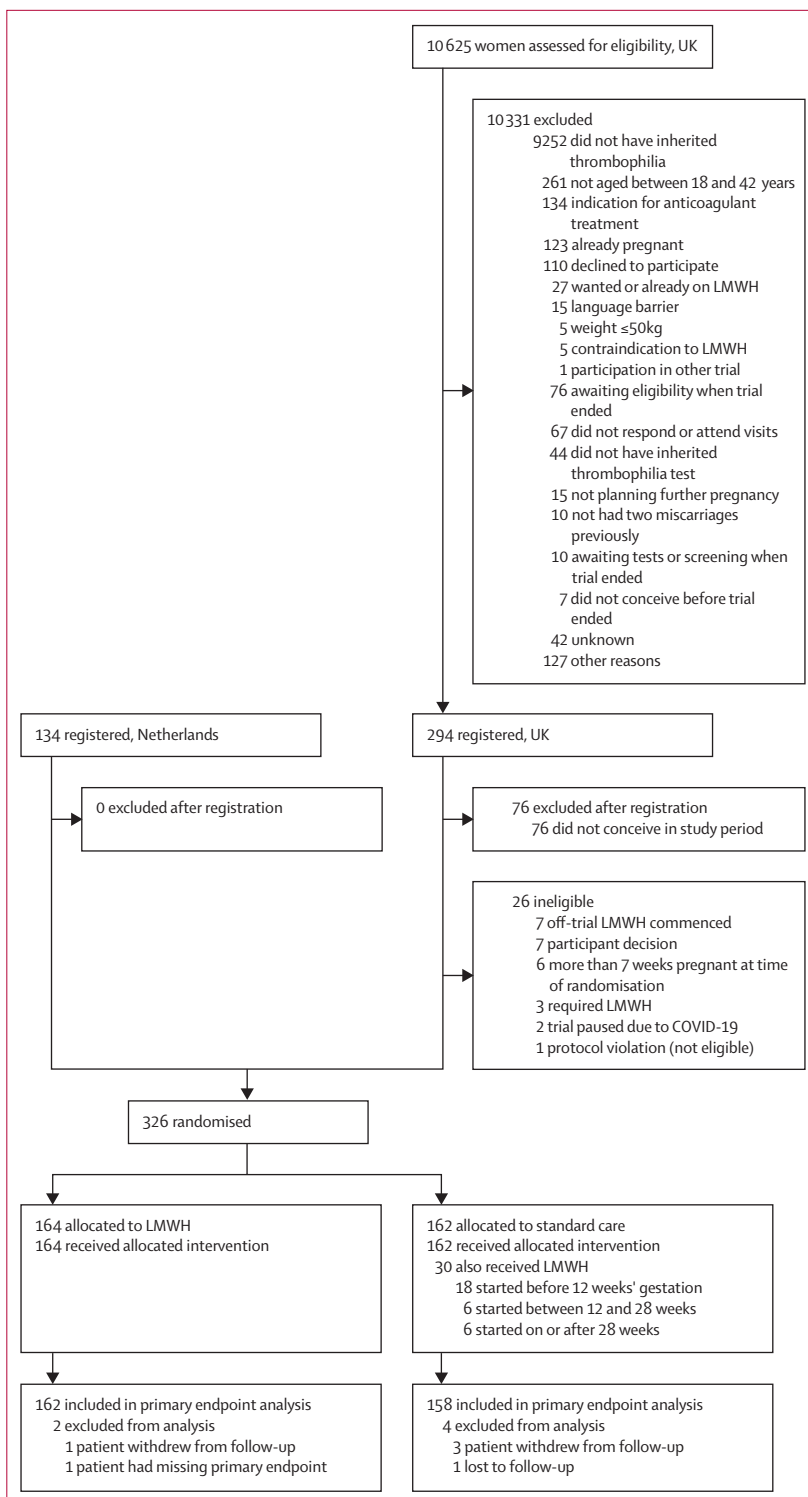 10 625 women assessed for eligibility, UK
10 331 excluded
9252 did not have inherited
thrombophilia
261 not aged between 18 and 42 years
134 indication for anticoagulant
treatment
123 already pregnant
110 declined to participate
27 wanted or already on LMWH
15 language barrier
5 weight ≤50kg
5 contraindication to LMWH
1 participation in other trial
76 awaiting eligibility when trial
ended
67 did not respond or attend visits
44 did not have inherited
thrombophilia test
15 not planning further pregnancy
10 not had two miscarriages
previously
10 awaiting tests or screening when
trial ended
7 did not conceive before trial
ended
42 unknown
127 other reasons
134 registered, Netherlands
294 registered, UK
0 excluded after registration
76 excluded after registration
76 did not conceive in study period
26 ineligible
7 off-trial LMWH commenced
7 participant decision
6 more than 7 weeks pregnant at time
of randomisation
3 required LMWH
2 trial paused due to COVID-19
1 protocol violation (not eligible)
326 randomised
164 allocated to LMWH
164 received allocated intervention
162 allocated to standard care
162 received allocated intervention
30 also received LMWH
18 started before 12 weeks' gestation
6 started between 12 and 28 weeks
6 started on or after 28 weeks
162 included in primary endpoint analysis
2 excluded from analysis
1 patient withdrew from follow-up
1 patient had missing primary endpoint
158 included in primary endpoint analysis
4 excluded from analysis
3 patient withdrew from follow-up
1 lost to follow-up